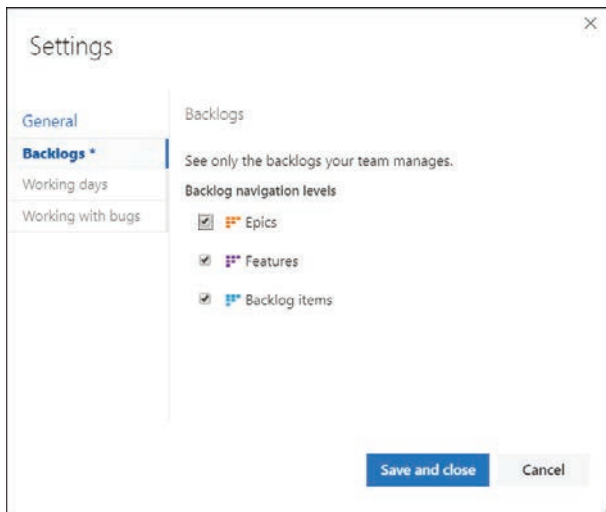 Settings
General
Backlogs *
Working days
Working with bugs
Backlogs
See only the backlogs your team manages.
Backlog navigation levels
Epics
Features
Backlog items
Save and close
Cancel